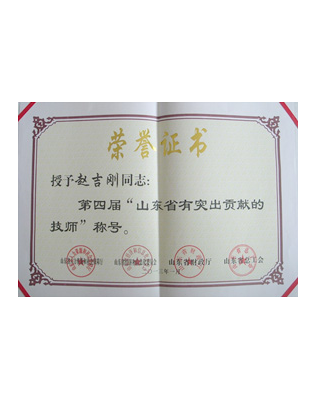 荣誉证书
授予赵吉刚同志:
第四届“山东省有突出贡献的
技师”称号。
山东省财政厅 山东省总工会